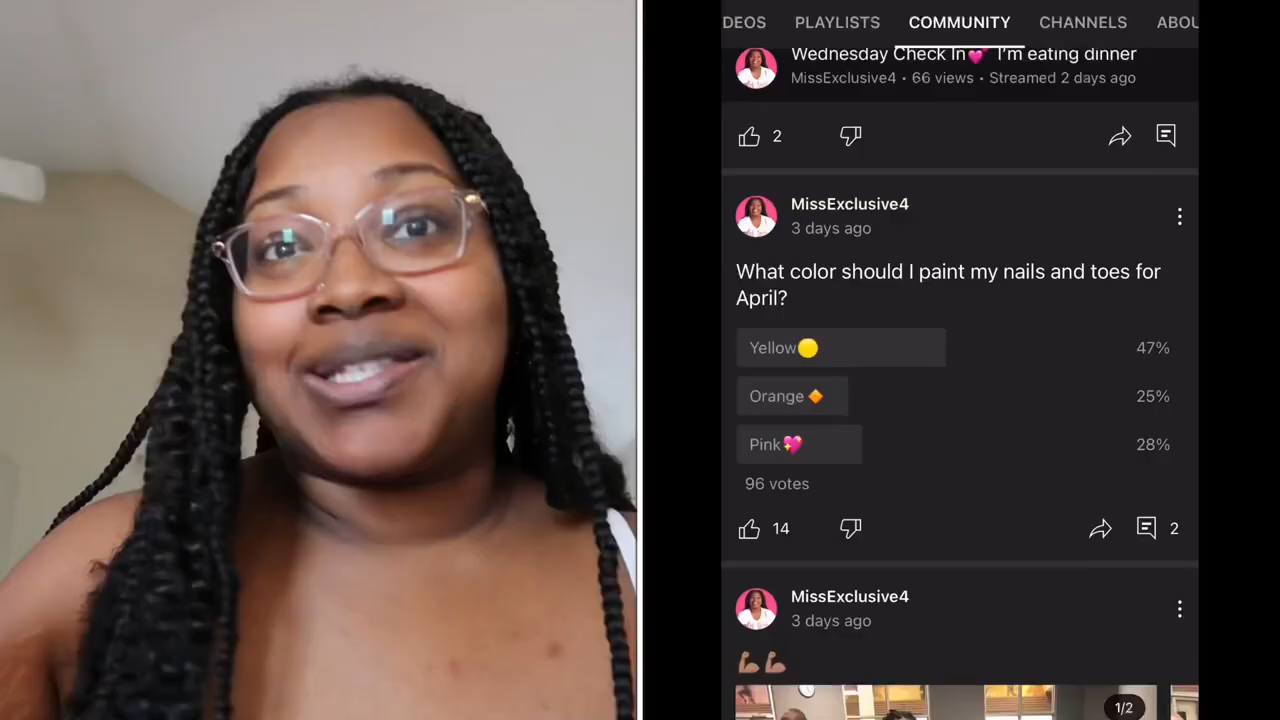 DEOS PLAYLISTS COMMUNITY CHANNELS ABOU
Wednesday Check In💕 I'm eating dinner
MissExclusive4 • 66 views • Streamed 2 days ago
2
MissExclusive4
3 days ago
What color should I paint my nails and toes for
April?
Yellow🟡 47%
Orange🔸 25%
Pink💖 28%
96 votes
14 2
MissExclusive4
3 days ago
💪🏽💪🏽
1/2